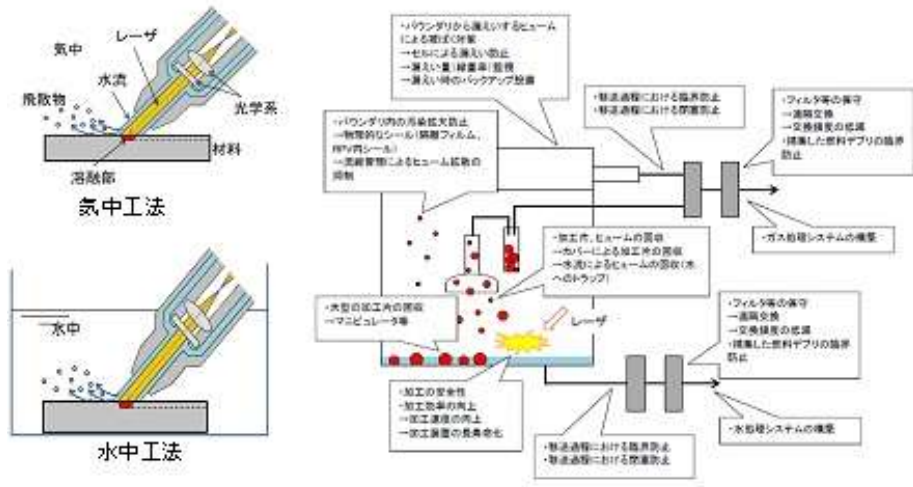 気中
レーザ
水流
飛散物
光学系
材料
溶融部
気中工法
水中
水中工法
・バウンダリから漏えいするヒューム
による被ばく対策
→セルによる漏えい防止
→漏えい量(線量率)監視
→漏えい時のバックアップ設備
・バウンダリ内の汚染拡大防止
→物理的なシール(隔離フィルム、
RPV内シール)
→流線管理によるヒューム拡散の
抑制
・移送過程における臨界防止
・移送過程における閉塞防止
・フィルタ等の保守
→遠隔交換
→交換頻度の低減
・捕集した燃料デブリの臨界
防止
・ガス処理システムの構築
・加工片、ヒュームの回収
→カバーによる加工片の回収
→水流によるヒュームの回収(水
へのトラップ)
・大型の加工片の回収
→マニピュレータ等
レーザ
・加工の安全性
・加工効率の向上
→加工速度の向上
→加工装置の長寿命化
・移送過程における臨界防止
・移送過程における閉塞防止
・フィルタ等の保守
→遠隔交換
→交換頻度の低減
・捕集した燃料デブリの臨界
防止
・水処理システムの構築